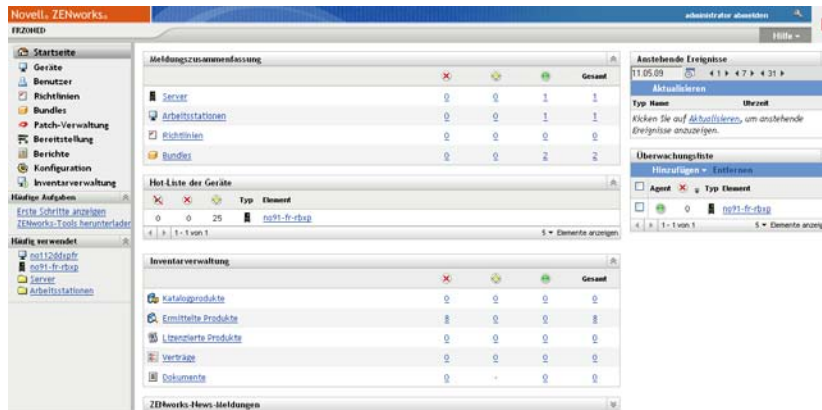 Novell. ZENworks.
administrator abmelden
FRZONED
Hilfe
Startseite
Geräte
Benutzer
Richtlinien
Bundles
Patch-Verwaltung
Bereitstellung
Berichte
Konfiguration
Inventarverwaltung
Häufige Aufgaben
Erste Schritte anzeigen
ZENworks-Tools herunterladen
Häufig verwendet
no112ddspfr
no91-fr-rbxp
Server
Arbeitsstationen
Meldungszusammenfassung
Gesamt
Server 0 0 1 1
Arbeitsstationen 0 0 1 1
Richtlinien 0 0 0 0
Bundles 0 0 2 2
Hot-Liste der Geräte
Typ Element
0 0 25 no91-fr-rbxp
1 - 1 von 1 5 Elemente anzeigen
Inventarverwaltung
Gesamt
Katalogprodukte 0 0 0 0
Ermittelte Produkte 8 0 0 8
Lizenzierte Produkte 0 0 0 0
Verträge 0 0 0 0
Dokumente 0 - 0 0
ZENworks-News-Meldungen
Anstehende Ereignisse
11.05.09 1 7 31
Aktualisieren
Typ Name Uhrzeit
Klicken Sie auf Aktualisieren, um anstehende
Ereignisse anzuzeigen.
Überwachungsliste
Hinzufügen Entfernen
Agent Typ Element
0 no91-fr-rbxp
1 - 1 von 1 5 Elemente anzeig